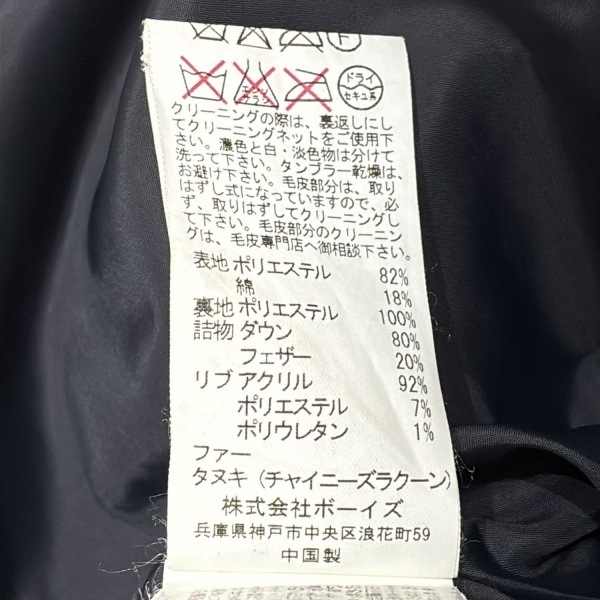 F
エンソ
サラシ
ドライ
セキユ系
クリーニングの際は、裏返しにし
てクリーニングネットをご使用下
さい。濃色と白・淡色物は分けて
洗って下さい。タンブラー乾燥は、
お避け下さい。毛皮部分は、取り
はずし式になっていますので、必
ず、取りはずしてクリーニングし
て下さい。毛皮部分のクリーニン
グは、毛皮専門店へ御相談下さい。
表地 ポリエステル 82%
綿 18%
裏地 ポリエステル 100%
詰物 ダウン 80%
フェザー 20%
リブ アクリル 92%
ポリエステル 7%
ポリウレタン 1%
ファー
タヌキ（チャイニーズラクーン）
株式会社ボーイズ
兵庫県神戸市中央区浪花町59
中国製